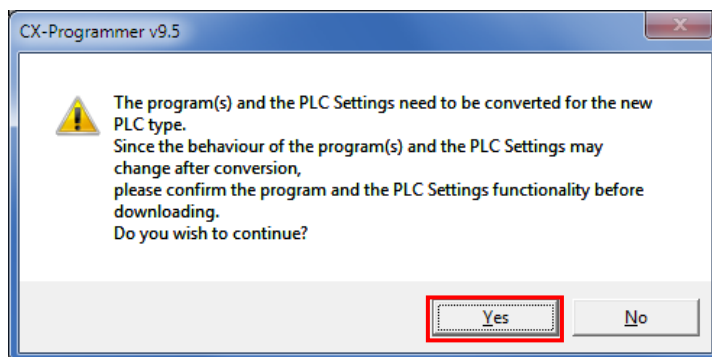 CX-Programmer v9.5
The program(s) and the PLC Settings need to be converted for the new
PLC type.
Since the behaviour of the program(s) and the PLC Settings may
change after conversion,
please confirm the program and the PLC Settings functionality before
downloading.
Do you wish to continue?
Yes
No